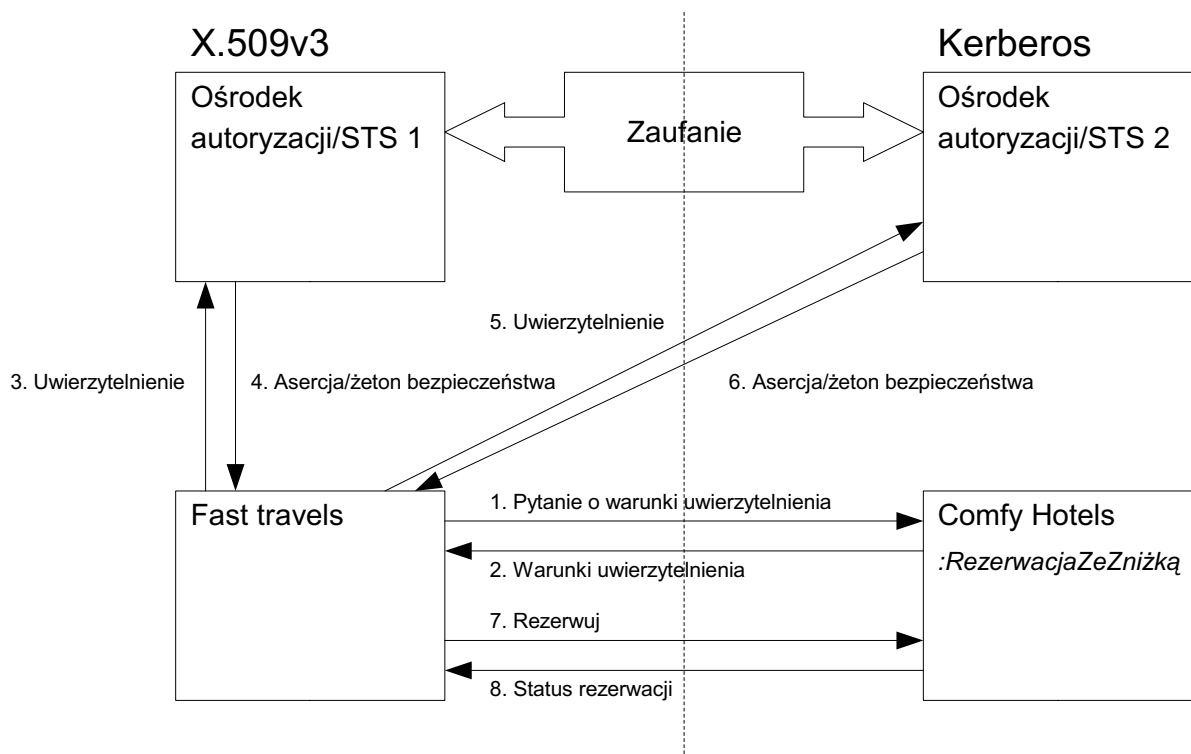 X.509v3
Kerberos
Ośrodek
autoryzacji/STS 1
Zaufanie
Ośrodek
autoryzacji/STS 2
5. Uwierzytelnienie
3. Uwierzytelnienie
4. Asercja/żeton bezpieczeństwa
6. Asercja/żeton bezpieczeństwa
Fast travels
1. Pytanie o warunki uwierzytelnienia
Comfy Hotels
:RezerwacjaZeZniżką
2. Warunki uwierzytelnienia
7. Rezerwuj
8. Status rezerwacji